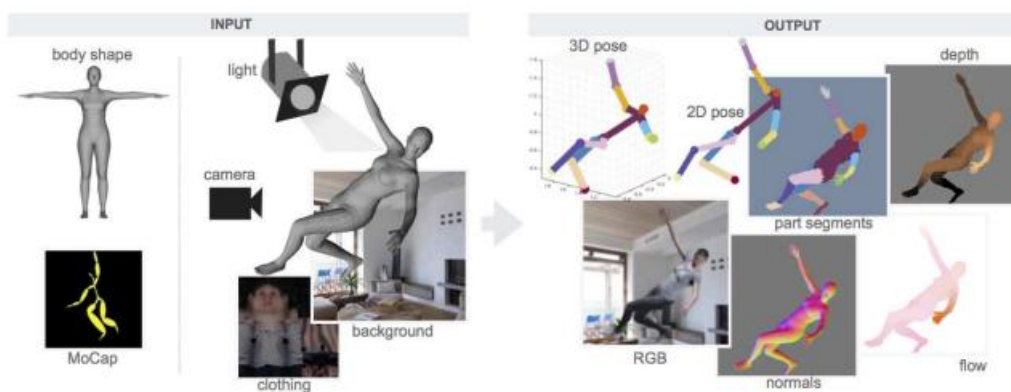 INPUT
OUTPUT
body shape
light
camera
MoCap
clothing
background
3D pose
2D pose
depth
part segments
RGB
normals
flow